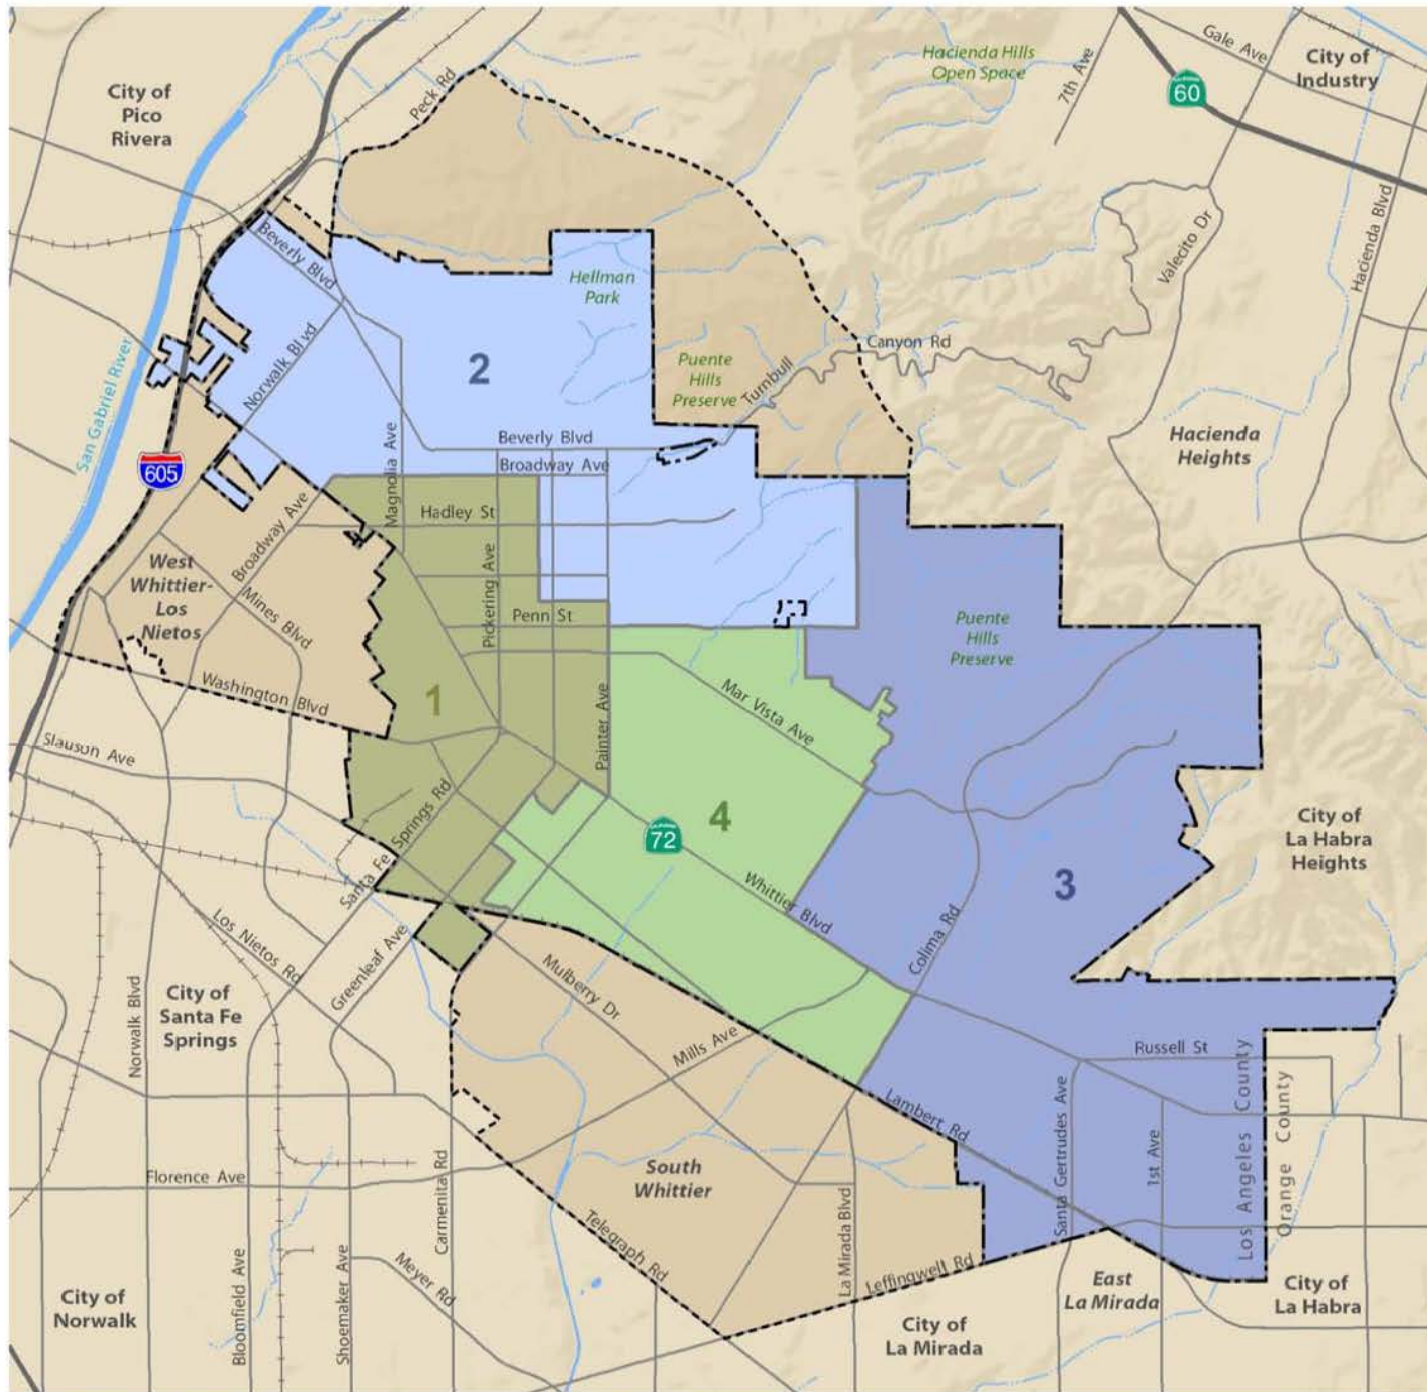 Hacienda Hills
Open Space
Gale Ave
City of
Industry
7th Ave
CALIFORNIA
60
City of
Pico
Rivera
Peck Rd
Valecito Dr
Hacienda Blvd
Beverly Blvd
Hellman
Park
San Gabriel River
Norwalk Blvd
2
Puente
Hills
Preserve
Turnbull
Canyon Rd
605
Magnolia Ave
Beverly Blvd
Broadway Ave
Hacienda
Heights
Hadley St
Broadway Ave
West
Whittier-
Los
Nietos
Mines Blvd
Pickering Ave
Penn St
Puente
Hills
Preserve
Washington Blvd
1
Painter Ave
Mar Vista Ave
Slauson Ave
Santa Fe Springs Rd
4
CALIFORNIA
72
City of
La Habra
Heights
Whittier Blvd
3
Los Nietos Rd
Greenleaf Ave
Colima Rd
Mulberry Dr
City of
Santa Fe
Springs
Norwalk Blvd
Mills Ave
Russell St
Lambert Rd
Santa Gertrudes Ave
1st Ave
Los Angeles County
Orange County
Florence Ave
Carmenita Rd
South
Whittier
La Mirada Blvd
Telegraph Rd
Leffingwell Rd
Bloomfield Ave
Shoemaker Ave
Meyer Rd
City of
Norwalk
East
La Mirada
City of
La Habra
City of
La Mirada